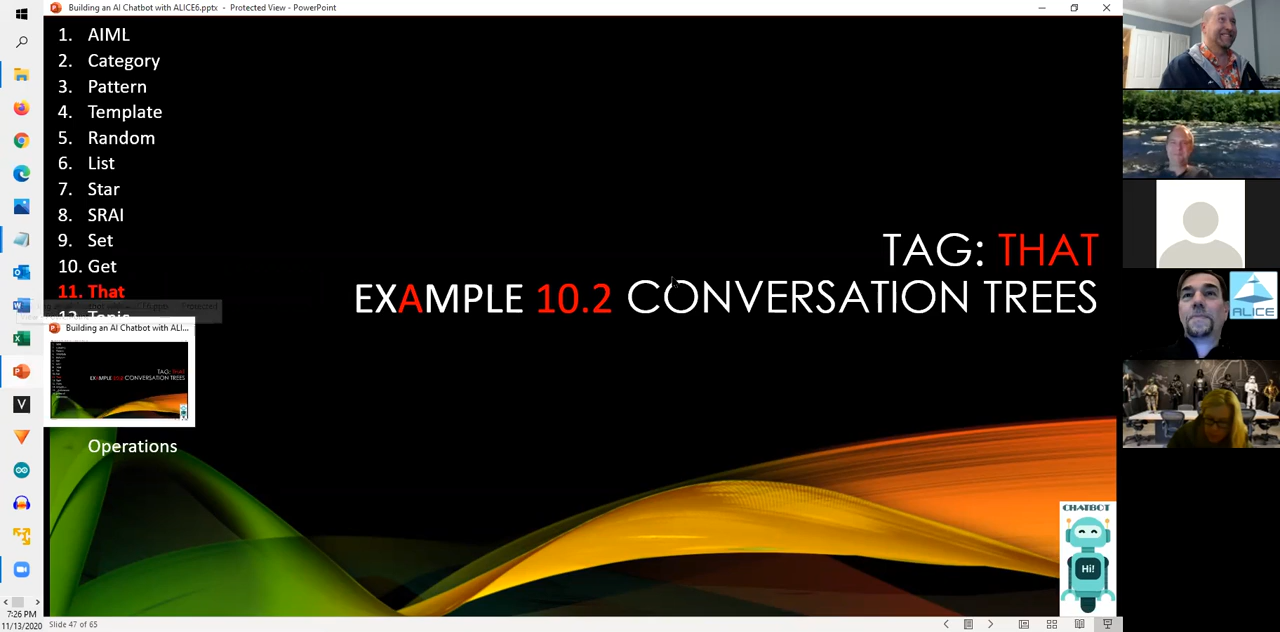 Building an AI Chatbot with ALICE6.pptx - Protected View - PowerPoint
1. AIML
2. Category
3. Pattern
4. Template
5. Random
6. List
7. Star
8. SRAI
9. Set
10. Get
11. That
12. Topic
Building an AI Chatbot with ALI...
Operations
TAG: THAT
EXAMPLE 10.2 CONVERSATION TREES
CHATBOT
Hi!
ALICE
7:26 PM
11/13/2020
Slide 47 of 65